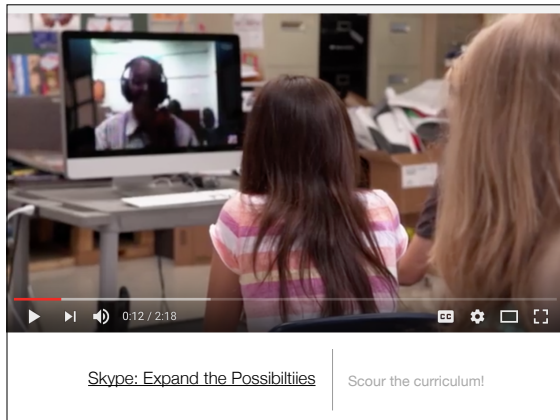 CC
0:12 / 2:18
Skype: Expand the Possibiltiies
Scour the curriculum!